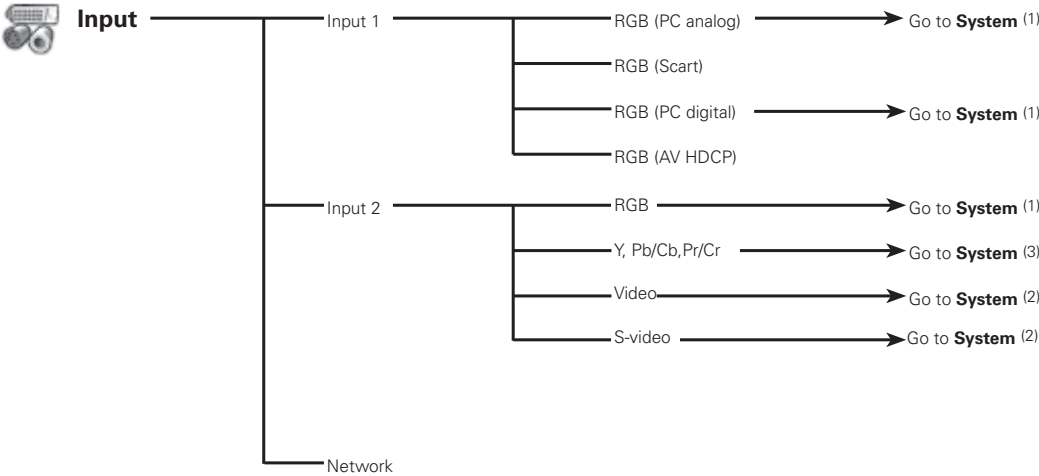 Input
Input 1
RGB (PC analog)
Go to System (1)
RGB (Scart)
RGB (PC digital)
Go to System (1)
RGB (AV HDCP)
Input 2
RGB
Go to System (1)
Y, Pb/Cb,Pr/Cr
Go to System (3)
Video
Go to System (2)
S-video
Go to System (2)
Network